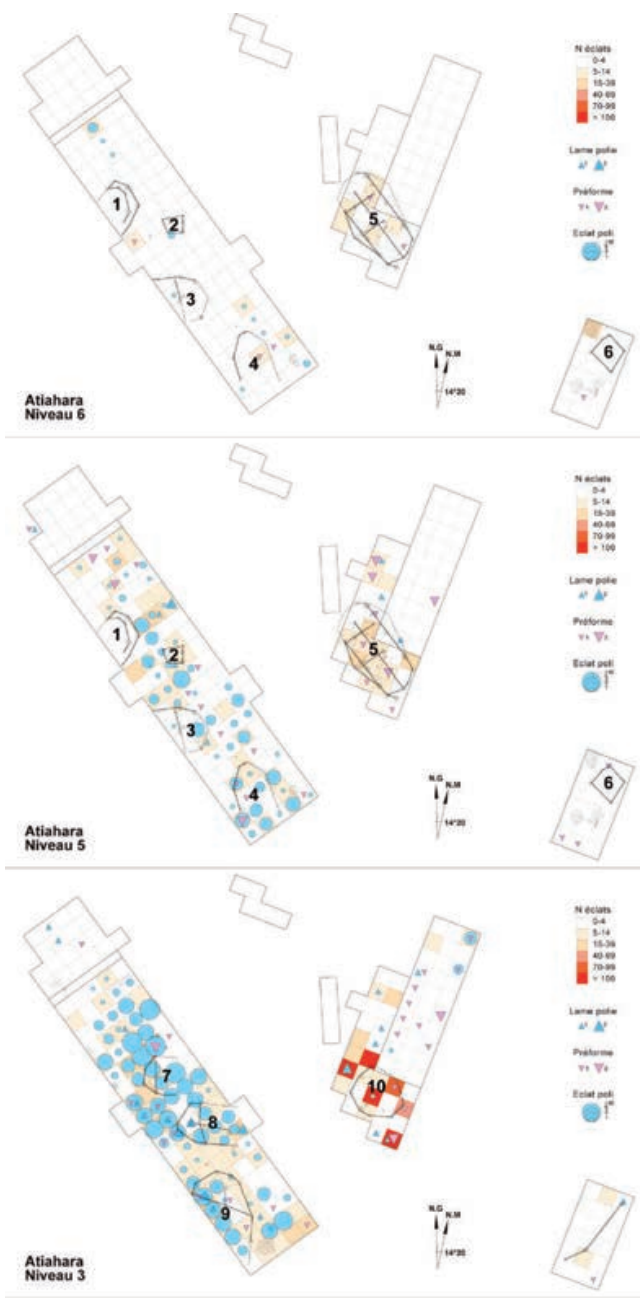 N éclats
0-4
5-14
15-39
40-69
70-99
> 100
Lame polie
Préforme
Eclat poli
1
2
3
4
5
6
N.G
N.M
14°20
Atiahara
Niveau 6
N éclats
0-4
5-14
15-39
40-69
70-99
> 100
Lame polie
Préforme
Eclat poli
1
2
3
4
5
6
N.G
N.M
14°20
Atiahara
Niveau 5
N éclats
0-4
5-14
15-39
40-69
70-99
> 100
Lame polie
Préforme
Eclat poli
7
8
9
10
N.G
N.M
14°20
Atiahara
Niveau 3